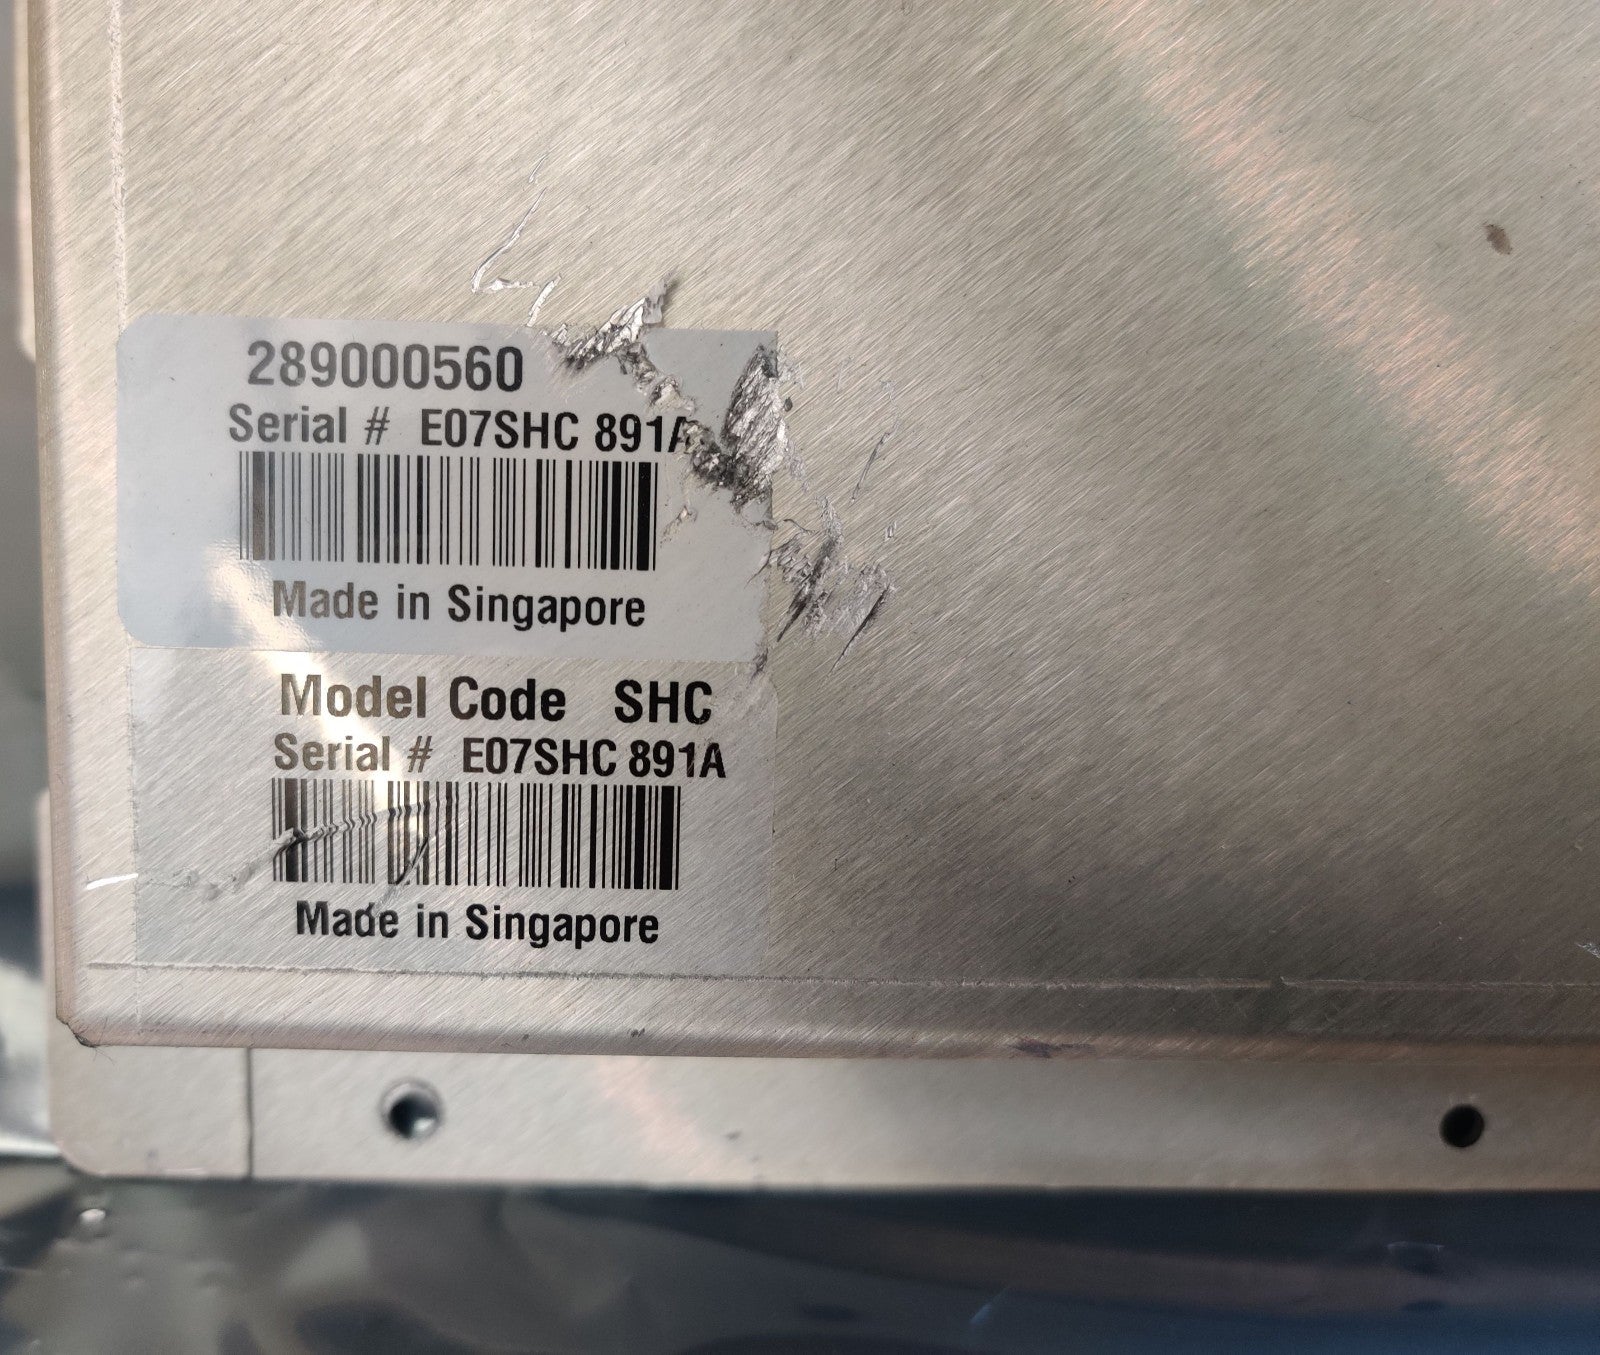 289000560
Serial # E07SHC 891A
Made in Singapore
Model Code SHC
Serial # E07SHC 891A
Made in Singapore